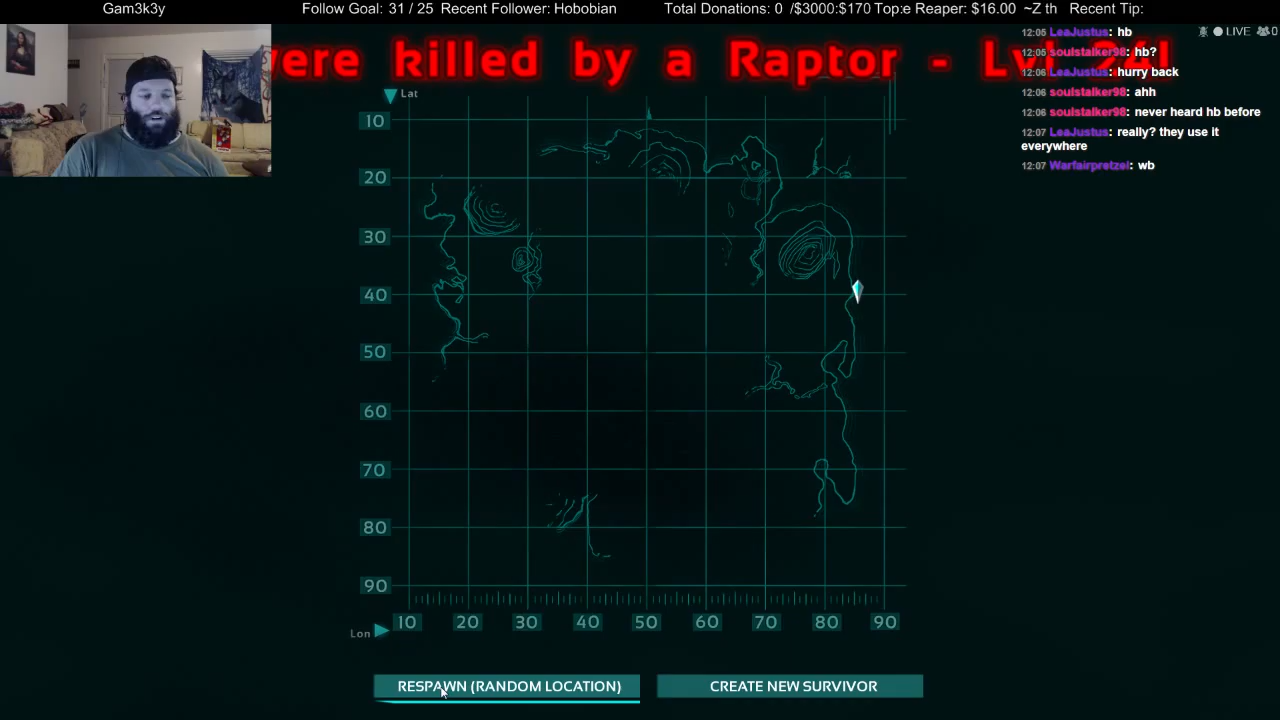 Gam3k3y Follow Goal: 31 / 25 Recent Follower: Hobobian Total Donations: 0 /$3000:$170 Top:e Reaper: $16.00 ~Z th Recent Tip:
12:05 LeaJustus: hb
LIVE 0
12:05 soulstalker98: hb?
12:06 LeaJustus: hurry back
12:06 soulstalker98: ahh
12:06 soulstalker98: never heard hb before
12:07 LeaJustus: really? they use it
everywhere
12:07 Warfairpretzel: wb
were killed by a Raptor -
Lat
10
20
30
40
50
60
70
80
90
Lon
10 20 30 40 50 60 70 80 90
RESPAWN (RANDOM LOCATION) CREATE NEW SURVIVOR